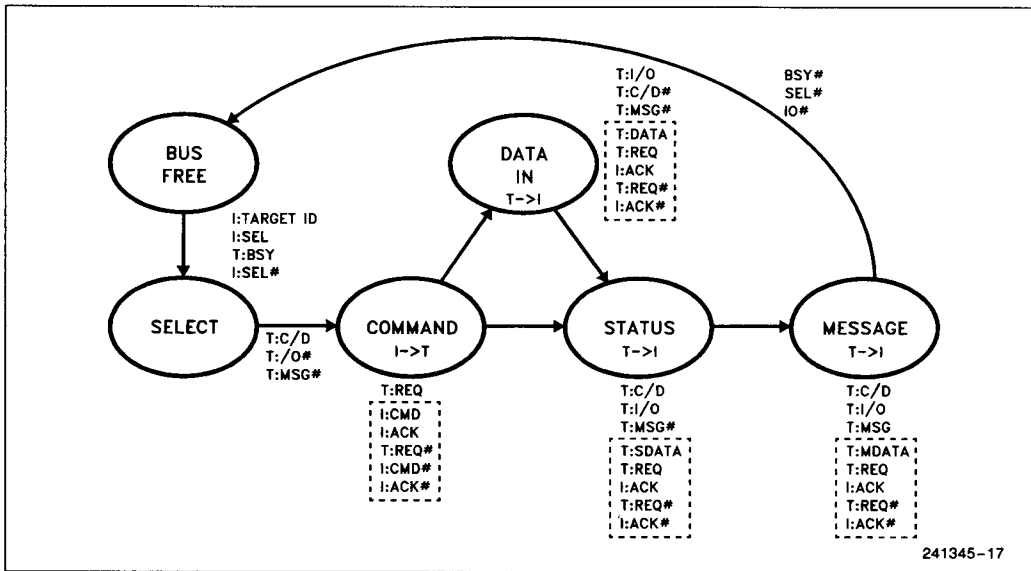 T:I/O
T:C/D#
T:MSG#
T:DATA
T:REQ
I:ACK
T:REQ#
I:ACK#
BSY#
SEL#
IO#
BUS
FREE
DATA
IN
T->I
I:TARGET ID
I:SEL
T:BSY
I:SEL#
SELECT
T:C/D
T:/O#
T:MSG#
COMMAND
I->T
T:REQ
I:CMD
I:ACK
T:REQ#
I:CMD#
I:ACK#
STATUS
T->I
T:C/D
T:I/O
T:MSG#
T:SDATA
T:REQ
I:ACK
T:REQ#
I:ACK#
MESSAGE
T->I
T:C/D
T:I/O
T:MSG
T:MDATA
T:REQ
I:ACK
T:REQ#
I:ACK#
241345-17